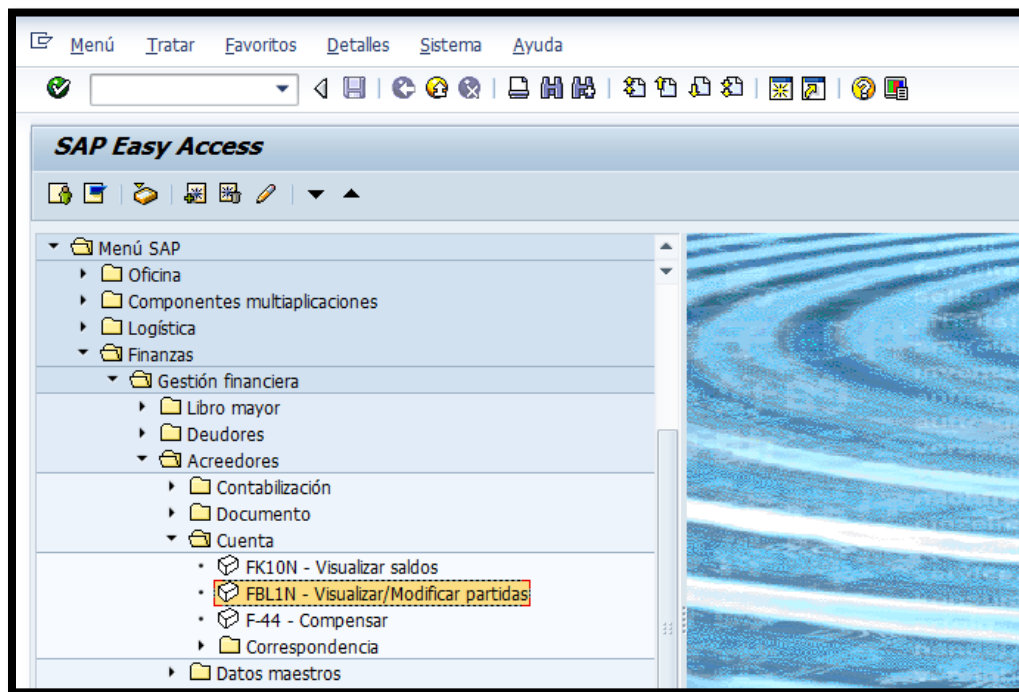 Menú Tratar Favoritos Detalles Sistema Ayuda
SAP Easy Access
Menú SAP
Oficina
Componentes multiaplicaciones
Logística
Finanzas
Gestión financiera
Libro mayor
Deudores
Acreedores
Contabilización
Documento
Cuenta
FK10N - Visualizar saldos
FBL1N - Visualizar/Modificar partidas
F-44 - Compensar
Correspondencia
Datos maestros